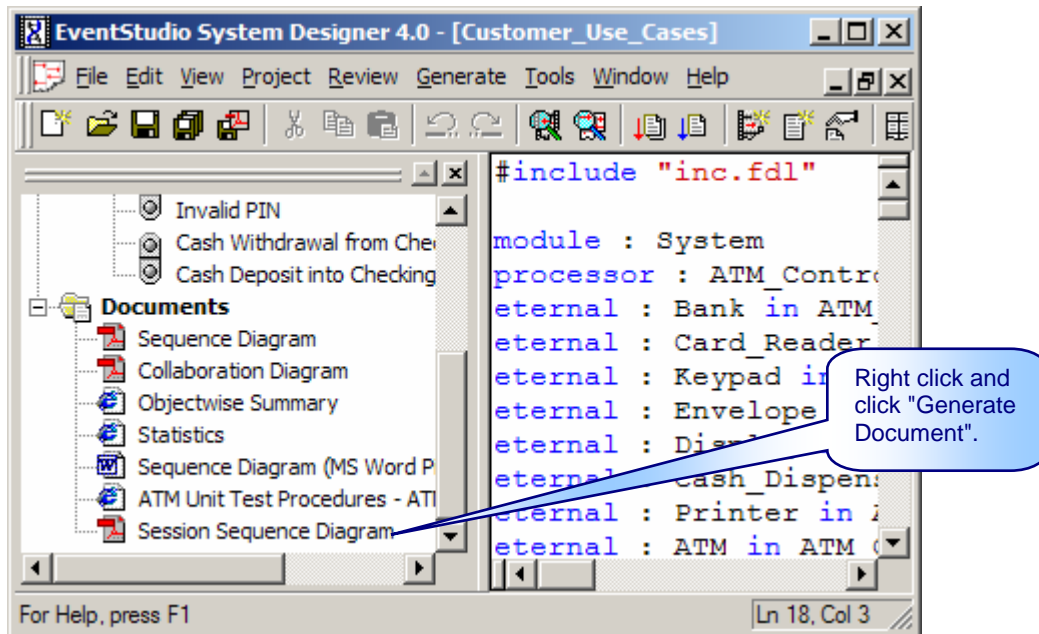 EventStudio System Designer 4.0 - [Customer_Use_Cases]
File Edit View Project Review Generate Tools Window Help
Invalid PIN
Cash Withdrawal from Che
Cash Deposit into Checking
Documents
Sequence Diagram
Collaboration Diagram
Objectwise Summary
Statistics
Sequence Diagram (MS Word P
ATM Unit Test Procedures - AT
Session Sequence Diagram
#include "inc.fdl"
module : System
processor : ATM_Contro
eternal : Bank in ATM_
eternal : Card_Reader
eternal : Keypad in
eternal : Envelope
eternal : Displ
eternal : Cash_Dispens
eternal : Printer in A
eternal : ATM in ATM_C
Right click and
click "Generate
Document".
For Help, press F1
Ln 18, Col 3